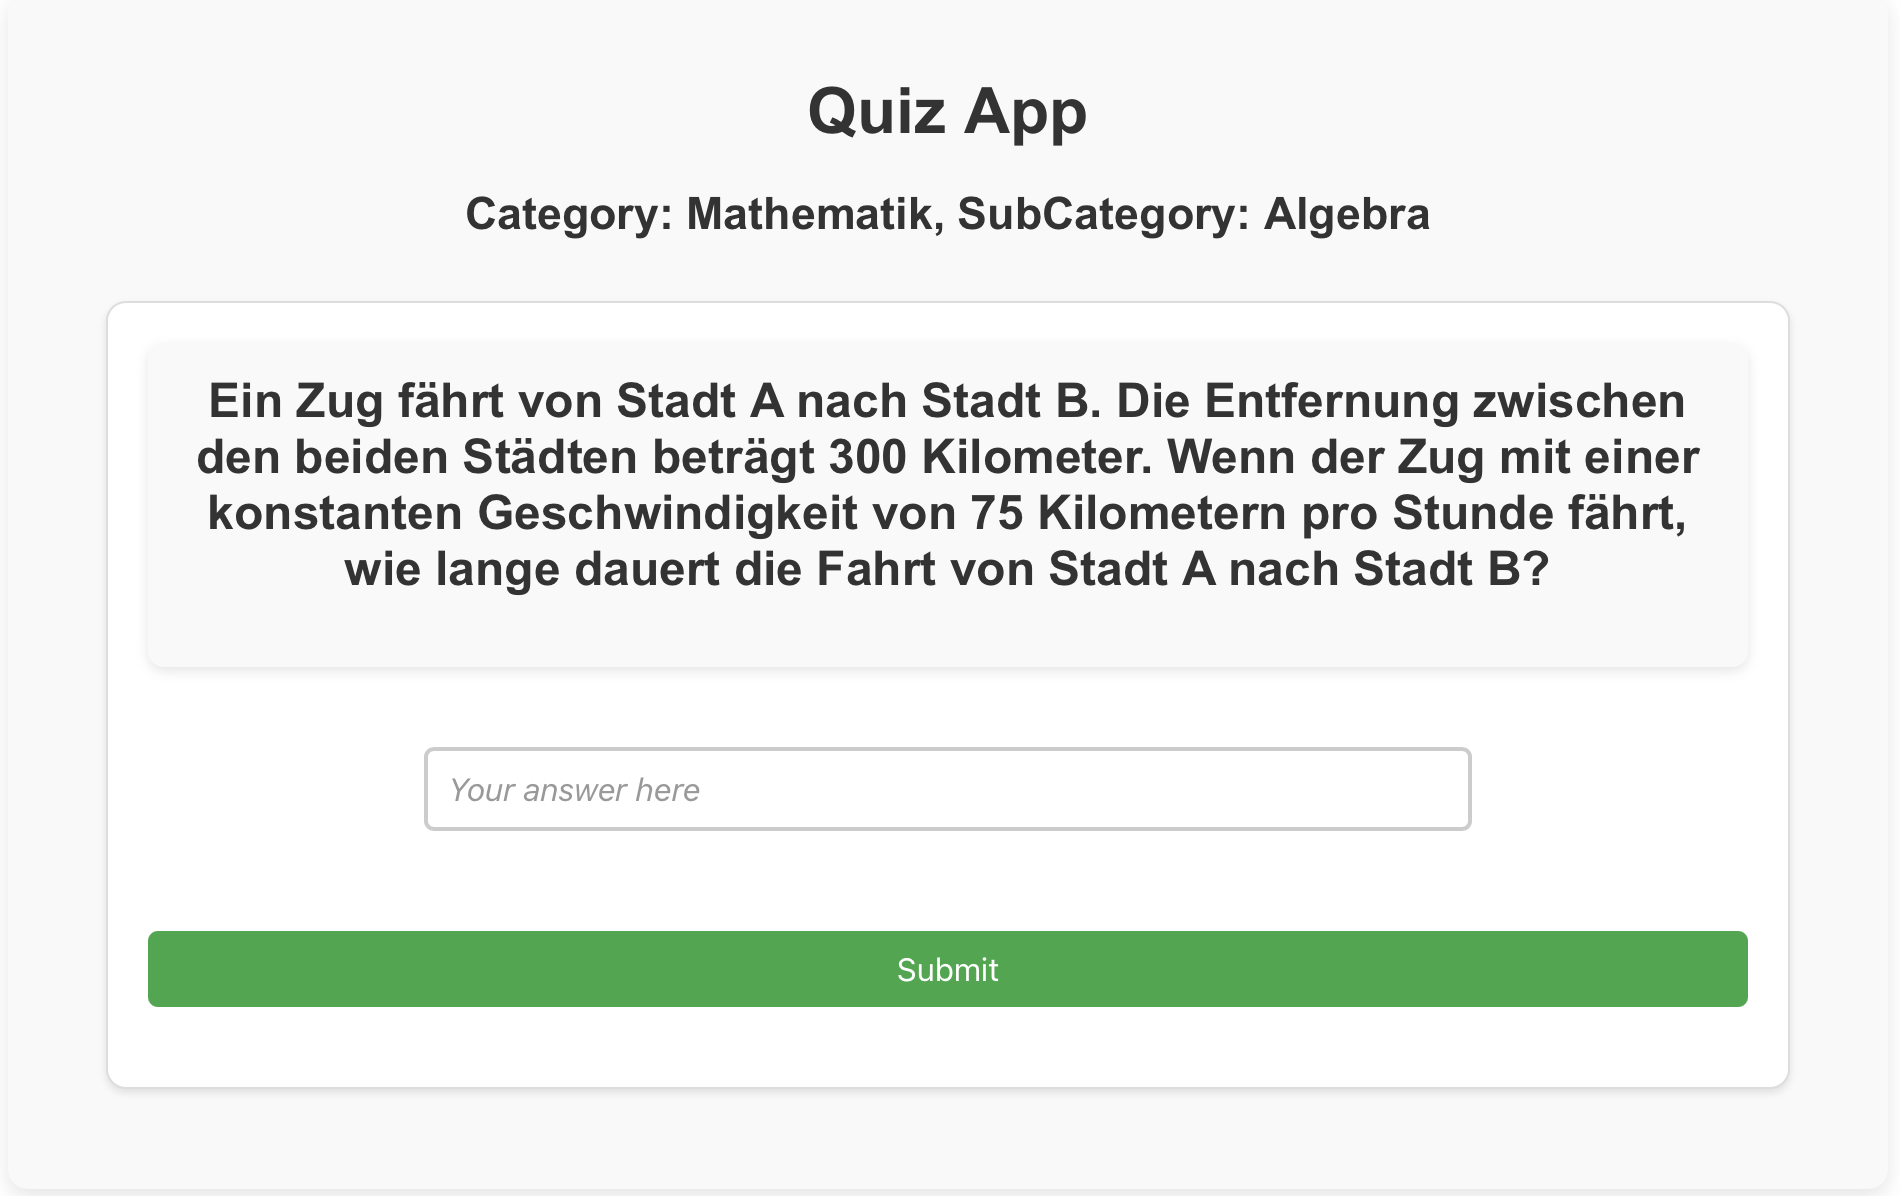 Quiz App
Category: Mathematik, SubCategory: Algebra
Ein Zug fährt von Stadt A nach Stadt B. Die Entfernung zwischen
den beiden Städten beträgt 300 Kilometer. Wenn der Zug mit einer
konstanten Geschwindigkeit von 75 Kilometern pro Stunde fährt,
wie lange dauert die Fahrt von Stadt A nach Stadt B?
Your answer here
Submit